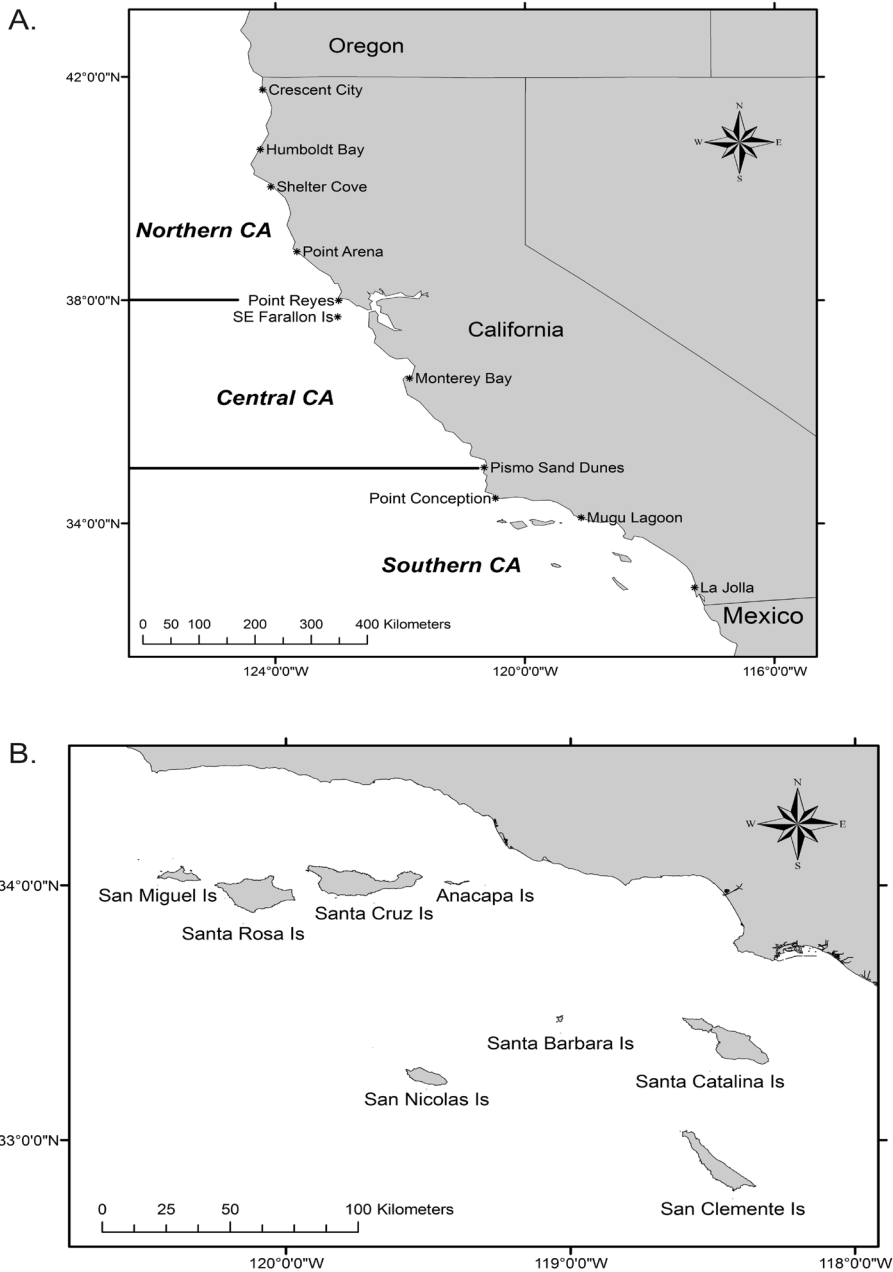 A.
Oregon
42°0'0"N
Crescent City
N
W
E
S
Humboldt Bay
Shelter Cove
Northern CA
Point Arena
38°0'0"N
Point Reyes
SE Farallon Is
California
Monterey Bay
Central CA
Pismo Sand Dunes
Point Conception
Mugu Lagoon
34°0'0"N
Southern CA
La Jolla
Mexico
0 50 100 200 300 400 Kilometers
124°0'0"W 120°0'0"W 116°0'0"W
B.
N
W
E
S
34°0'0"N
San Miguel Is
Santa Rosa Is
Santa Cruz Is
Anacapa Is
Santa Barbara Is
Santa Catalina Is
San Nicolas Is
33°0'0"N
San Clemente Is
0 25 50 100 Kilometers
120°0'0"W 119°0'0"W 118°0'0"W